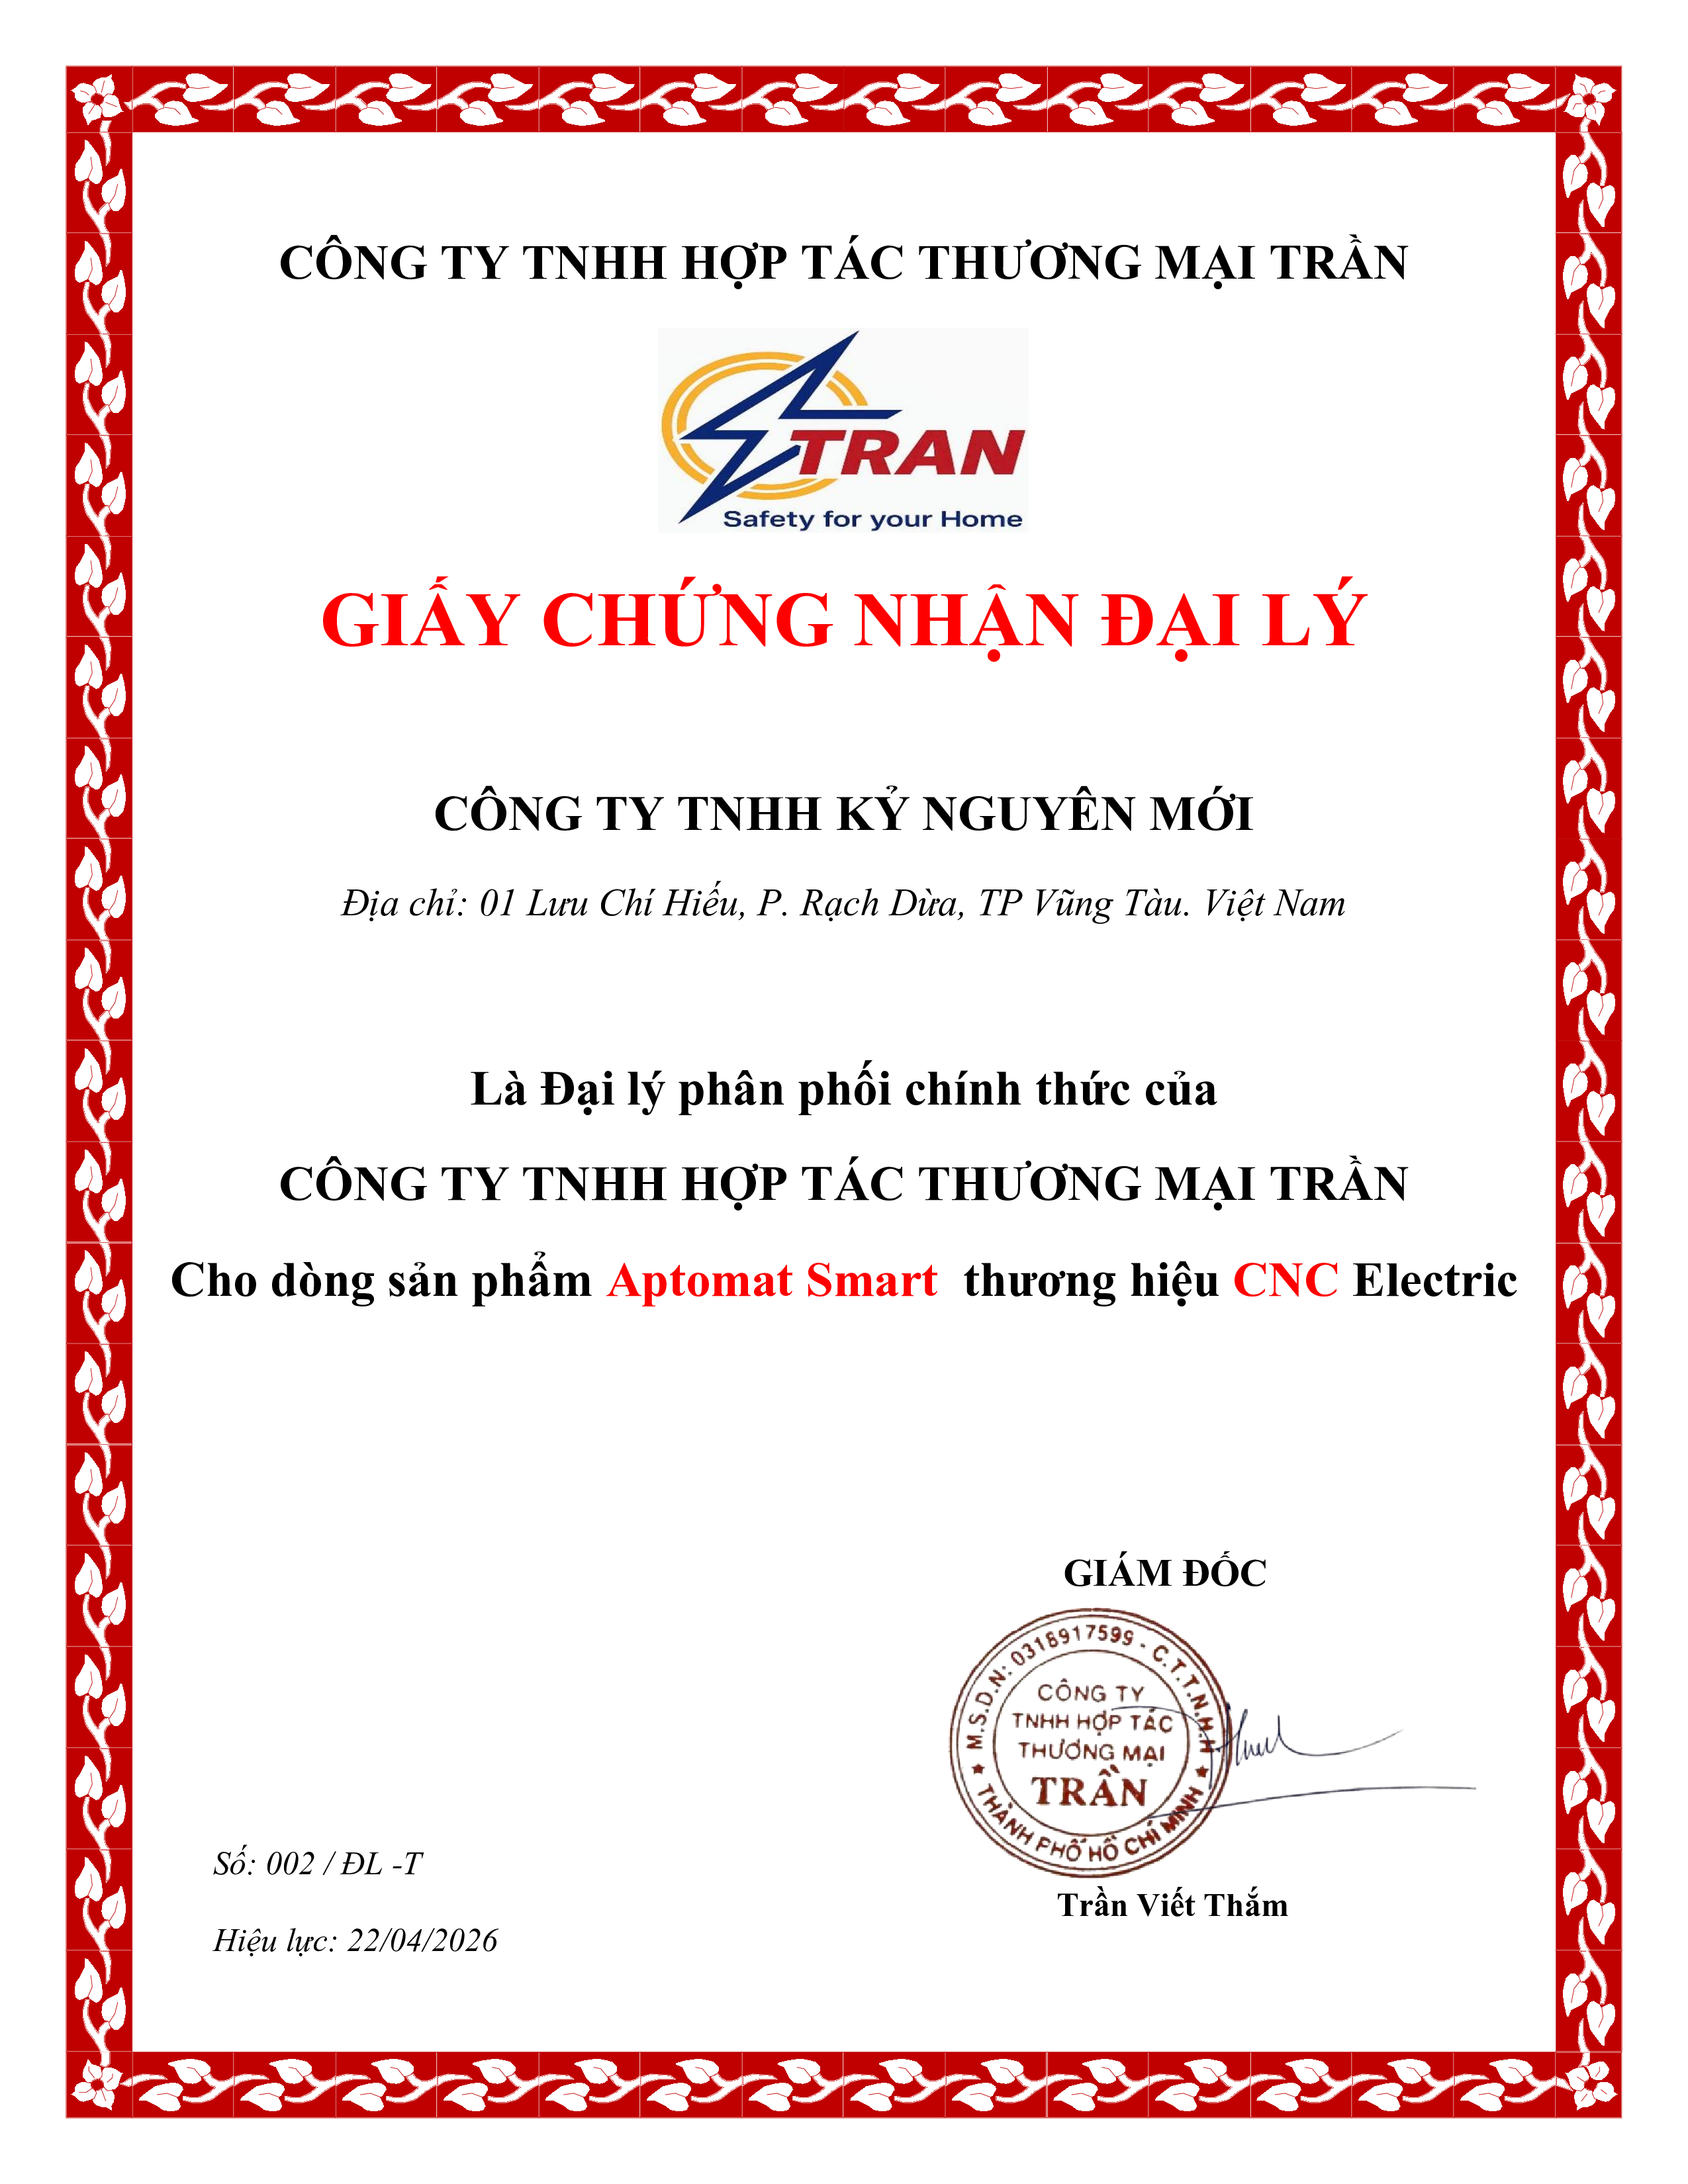 CÔNG TY TNHH HỢP TÁC THƯƠNG MẠI TRẦN
TRAN
Safety for your Home
GIẤY CHỨNG NHẬN ĐẠI LÝ
CÔNG TY TNHH KỶ NGUYÊN MỚI
Địa chỉ: 01 Lưu Chí Hiếu, P. Rạch Dừa, TP Vũng Tàu. Việt Nam
Là Đại lý phân phối chính thức của
CÔNG TY TNHH HỢP TÁC THƯƠNG MẠI TRẦN
Cho dòng sản phẩm Aptomat Smart thương hiệu CNC Electric
GIÁM ĐỐC
M.S.D.N: 0318917599 - C.T.T.N.H.H
CÔNG TY
TNHH HỢP TÁC
THƯƠNG MẠI
TRẦN
THÀNH PHỐ HỒ CHÍ MINH
Số: 002 / ĐL -T
Trần Viết Thắm
Hiệu lực: 22/04/2026